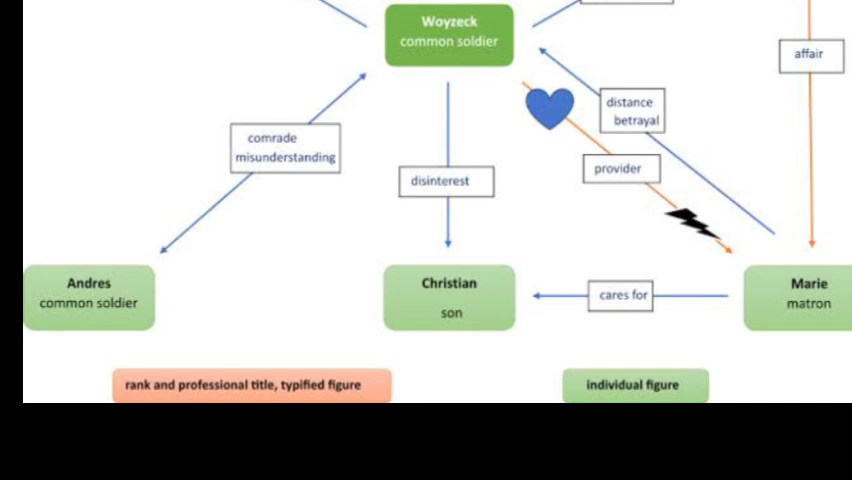 Woyzeck
common soldier
affair
distance
betrayal
comrade
misunderstanding
provider
disinterest
Andres
common soldier
Christian
son
cares for
Marie
matron
rank and professional title, typified figure
individual figure